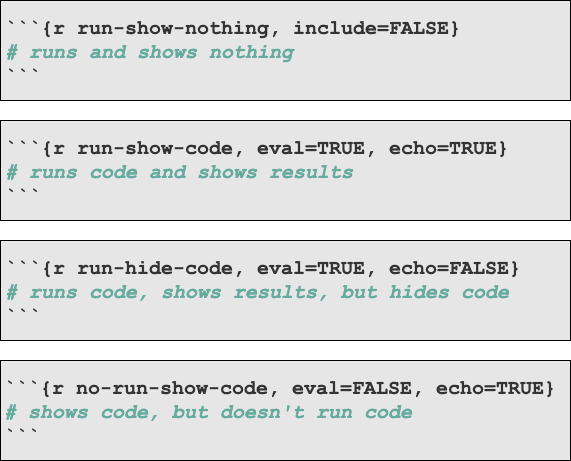 ```{r run-show-nothing, include=FALSE}
# runs and shows nothing
```
```{r run-show-code, eval=TRUE, echo=TRUE}
# runs code and shows results
```
```{r run-hide-code, eval=TRUE, echo=FALSE}
# runs code, shows results, but hides code
```
```{r no-run-show-code, eval=FALSE, echo=TRUE}
# shows code, but doesn't run code
```